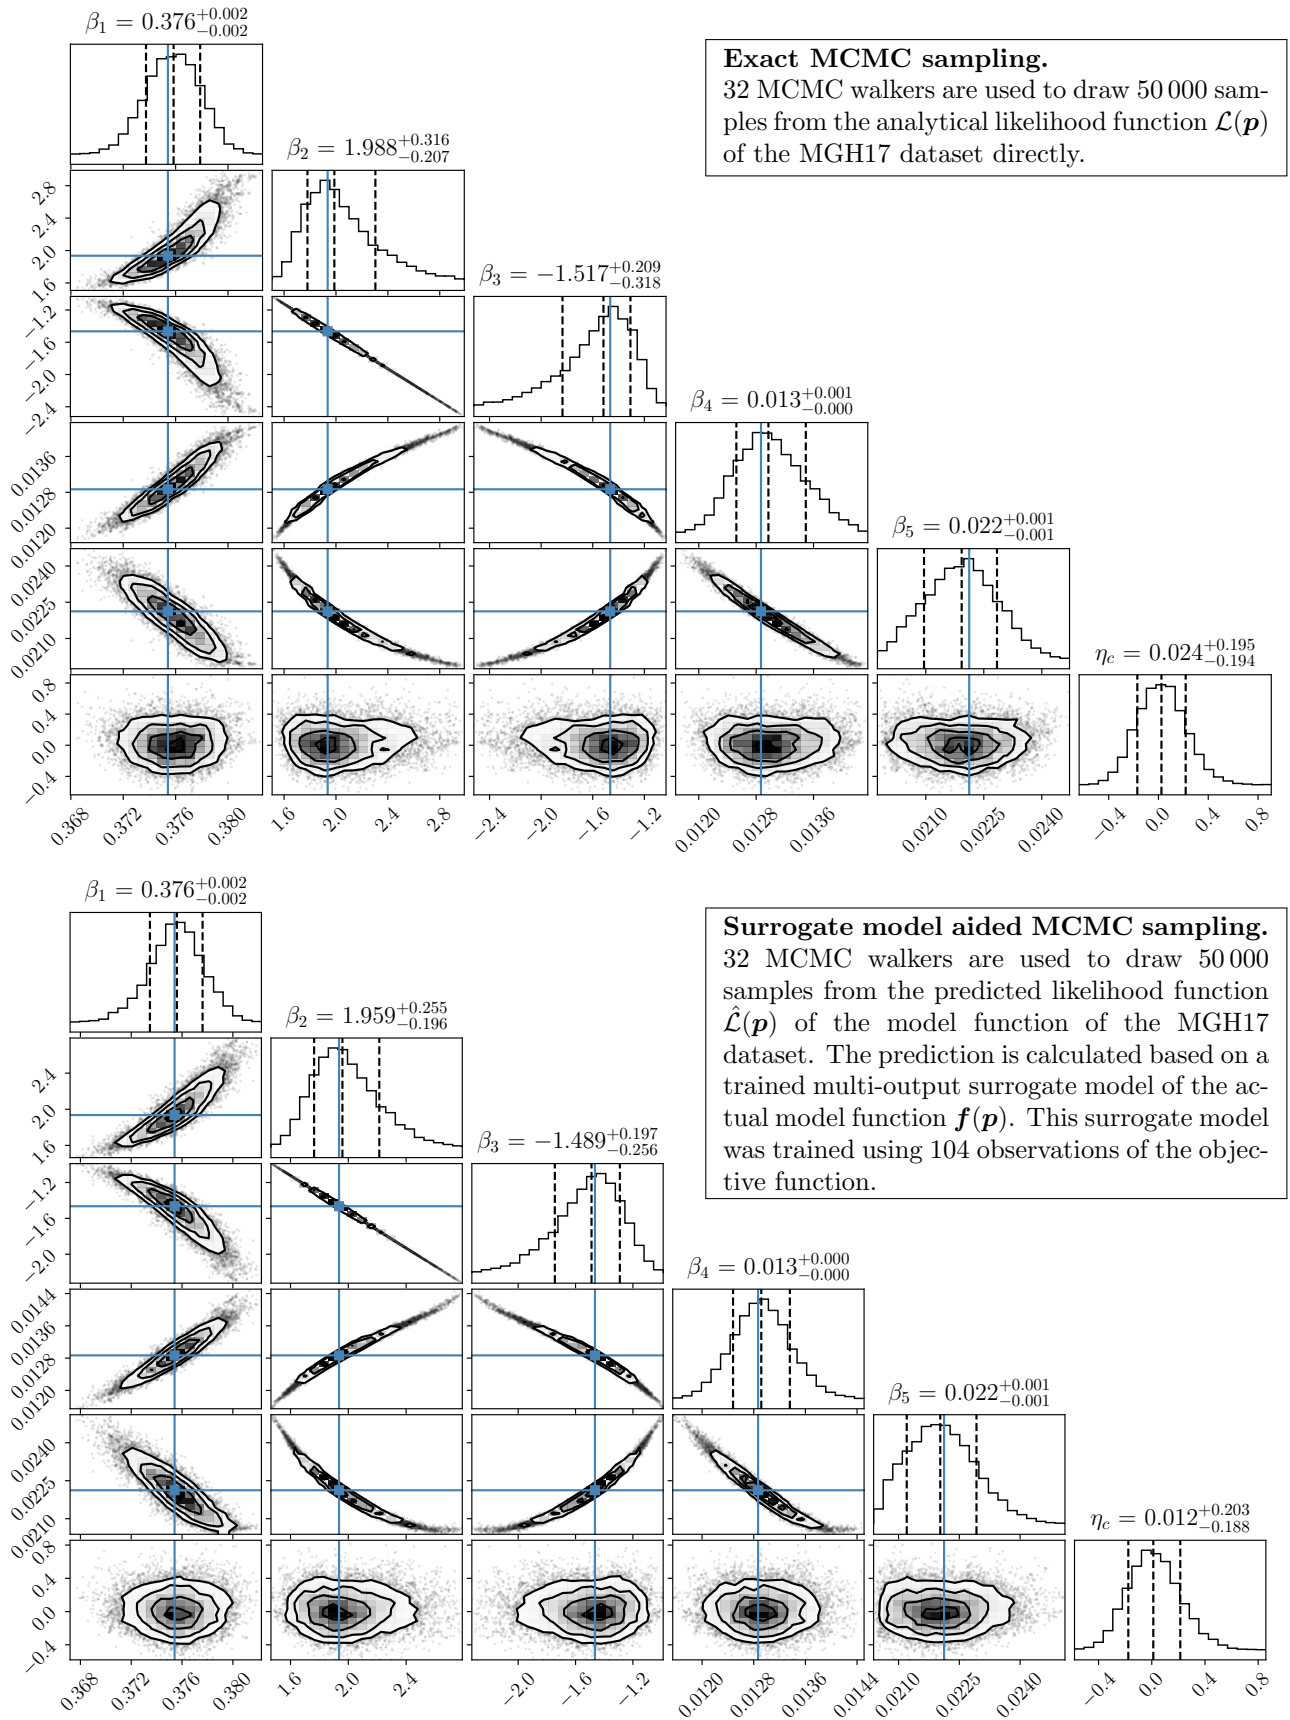 β₁ = 0.376 +0.002 −0.002
Exact MCMC sampling.
32 MCMC walkers are used to draw 50 000 sam-
ples from the analytical likelihood function 𝓛(𝒑)
of the MGH17 dataset directly.
β₂ = 1.988 +0.316 −0.207
2.8
2.4
2.0
1.6
β₃ = −1.517 +0.209 −0.318
−1.2
−1.6
−2.0
−2.4
β₄ = 0.013 +0.001 −0.000
0.0136
0.0128
0.0120
β₅ = 0.022 +0.001 −0.001
0.0240
0.0225
0.0210
η_c = 0.024 +0.195 −0.194
0.8
0.4
0.0
−0.4
0.368 0.372 0.376 0.380 1.6 2.0 2.4 2.8 −2.4 −2.0 −1.6 −1.2 0.0120 0.0128 0.0136 0.0210 0.0225 0.0240 −0.4 0.0 0.4 0.8
β₁ = 0.376 +0.002 −0.002
Surrogate model aided MCMC sampling.
32 MCMC walkers are used to draw 50 000
samples from the predicted likelihood function
𝓛̂(𝒑) of the model function of the MGH17
dataset. The prediction is calculated based on a
trained multi-output surrogate model of the ac-
tual model function 𝒇(𝒑). This surrogate model
was trained using 104 observations of the objec-
tive function.
β₂ = 1.959 +0.255 −0.196
2.4
2.0
1.6
β₃ = −1.489 +0.197 −0.256
−1.2
−1.6
−2.0
β₄ = 0.013 +0.000 −0.000
0.0144
0.0136
0.0128
0.0120
β₅ = 0.022 +0.001 −0.001
0.0240
0.0225
0.0210
η_c = 0.012 +0.203 −0.188
0.8
0.4
0.0
−0.4
0.368 0.372 0.376 0.380 1.6 2.0 2.4 −2.0 −1.6 −1.2 0.0120 0.0128 0.0136 0.0144 0.0210 0.0225 0.0240 −0.4 0.0 0.4 0.8